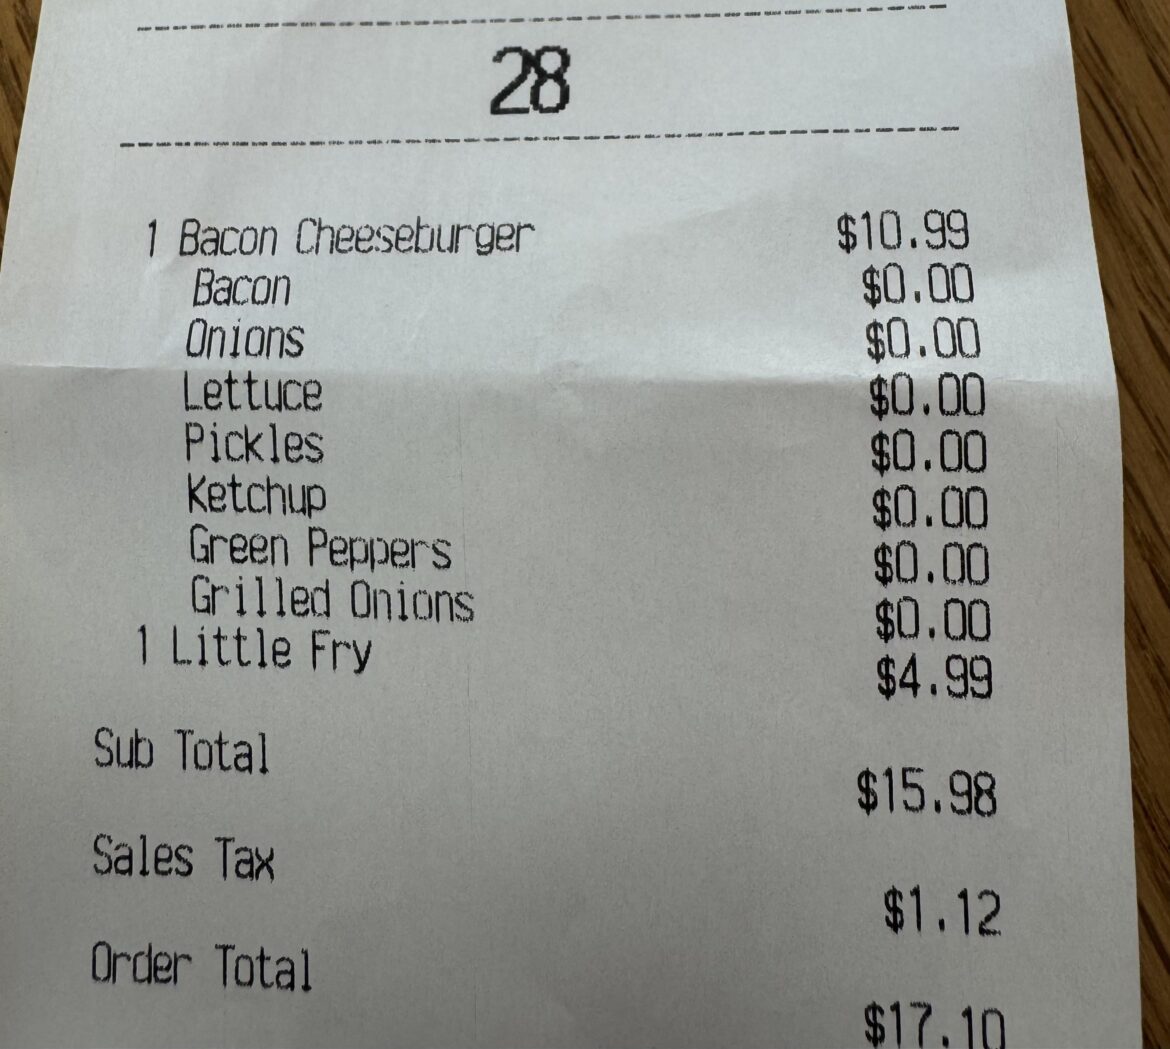 28
1 Bacon Cheeseburger $10.99
Bacon $0.00
Onions $0.00
Lettuce $0.00
Pickles $0.00
Ketchup $0.00
Green Peppers $0.00
Grilled Onions $0.00
1 Little Fry $4.99
Sub Total
$15.98
Sales Tax
$1.12
Order Total
$17.10